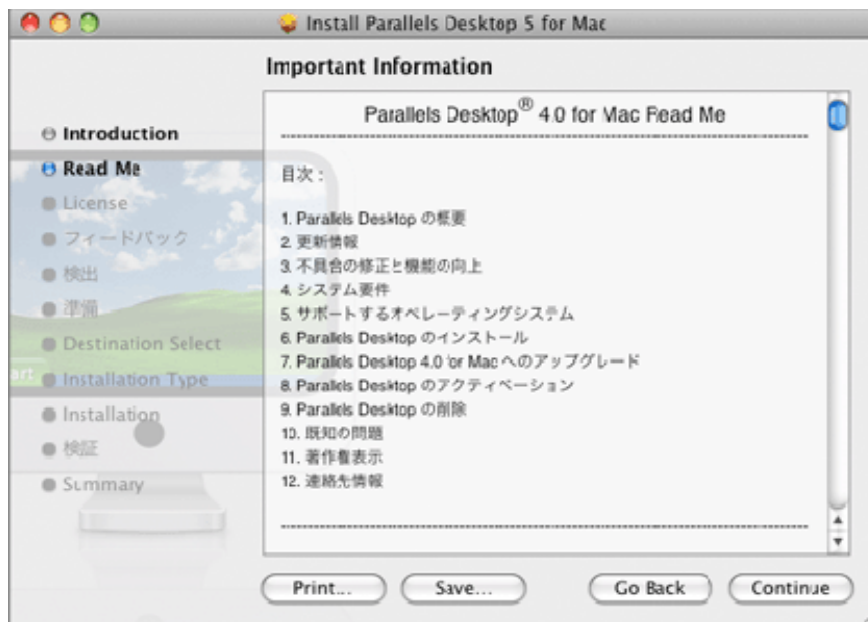 Install Parallels Desktop 5 for Mac
Important Information
Introduction
Read Me
License
フィードバック
検出
準備
Destination Select
Installation Type
Installation
検証
Summary
art
Parallels Desktop® 4.0 for Mac Read Me
目次：
1. Parallels Desktop の概要
2. 更新情報
3. 不具合の修正と機能の向上
4. システム要件
5. サポートするオペレーティングシステム
6. Parallels Desktop のインストール
7. Parallels Desktop 4.0 for Mac へのアップグレード
8. Parallels Desktop のアクティベーション
9. Parallels Desktop の削除
10. 既知の問題
11. 著作権表示
12. 連絡先情報
Print...
Save...
Go Back
Continue